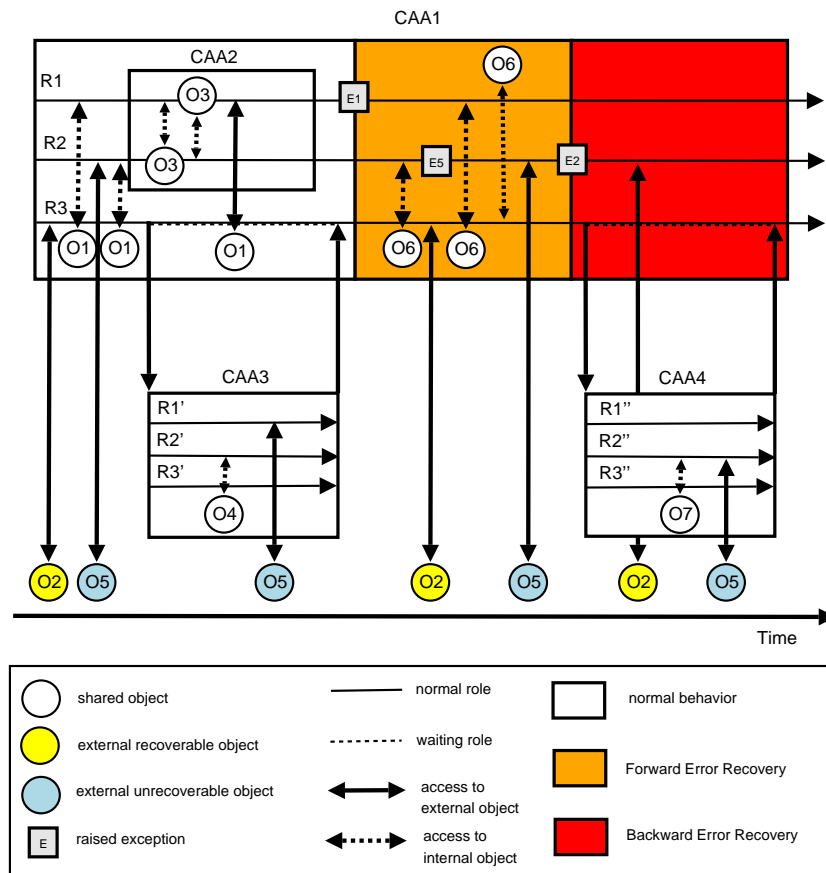 CAA1
CAA2
R1
O6
O3
E1
R2
E5
E2
O3
R3
O1
O1
O1
O6
O6
CAA3
CAA4
R1'
R2'
R3'
O4
R1''
R2''
R3''
O7
O2
O5
O5
O2
O5
O2
O5
Time
shared object
normal role
normal behavior
external recoverable object
waiting role
Forward Error Recovery
external unrecoverable object
access to
external object
E
raised exception
access to
internal object
Backward Error Recovery